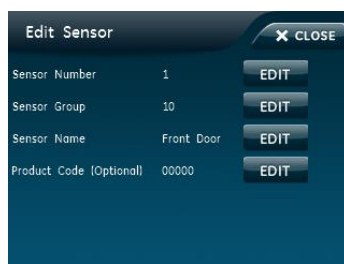 Edit Sensor
X CLOSE
Sensor Number 1 EDIT
Sensor Group 10 EDIT
Sensor Name Front Door EDIT
Product Code (Optional) 00000 EDIT